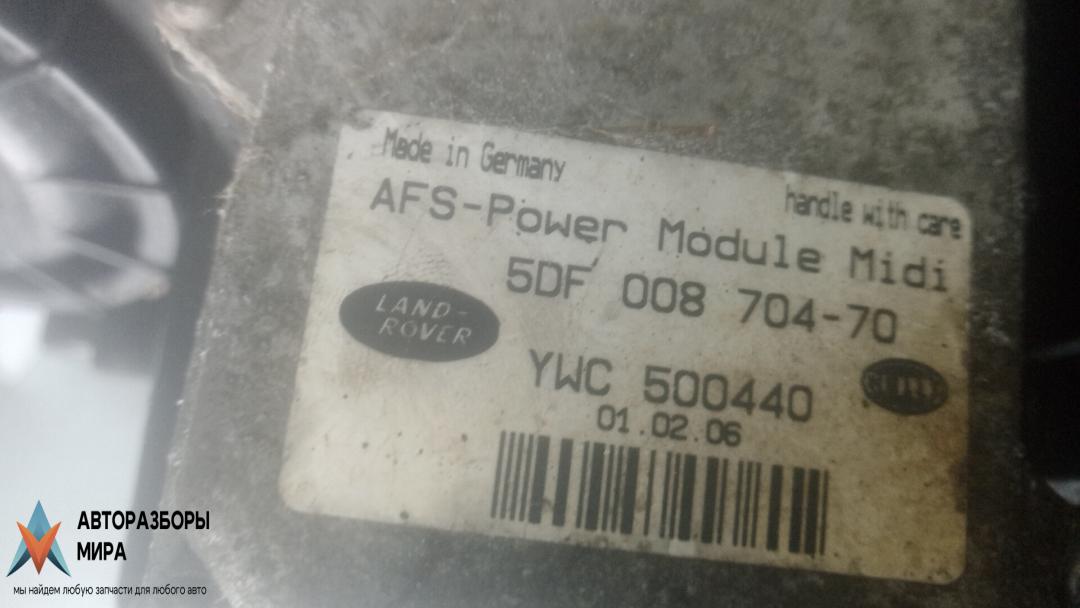 Made in Germany
handle with care
AFS-Power Module Midi
5DF 008 704-70
LAND-
ROVER
YWC 500440
HELLA
01.02.06
АВТОРАЗБОРЫ
МИРА
мы найдем любую запчасти для любого авто